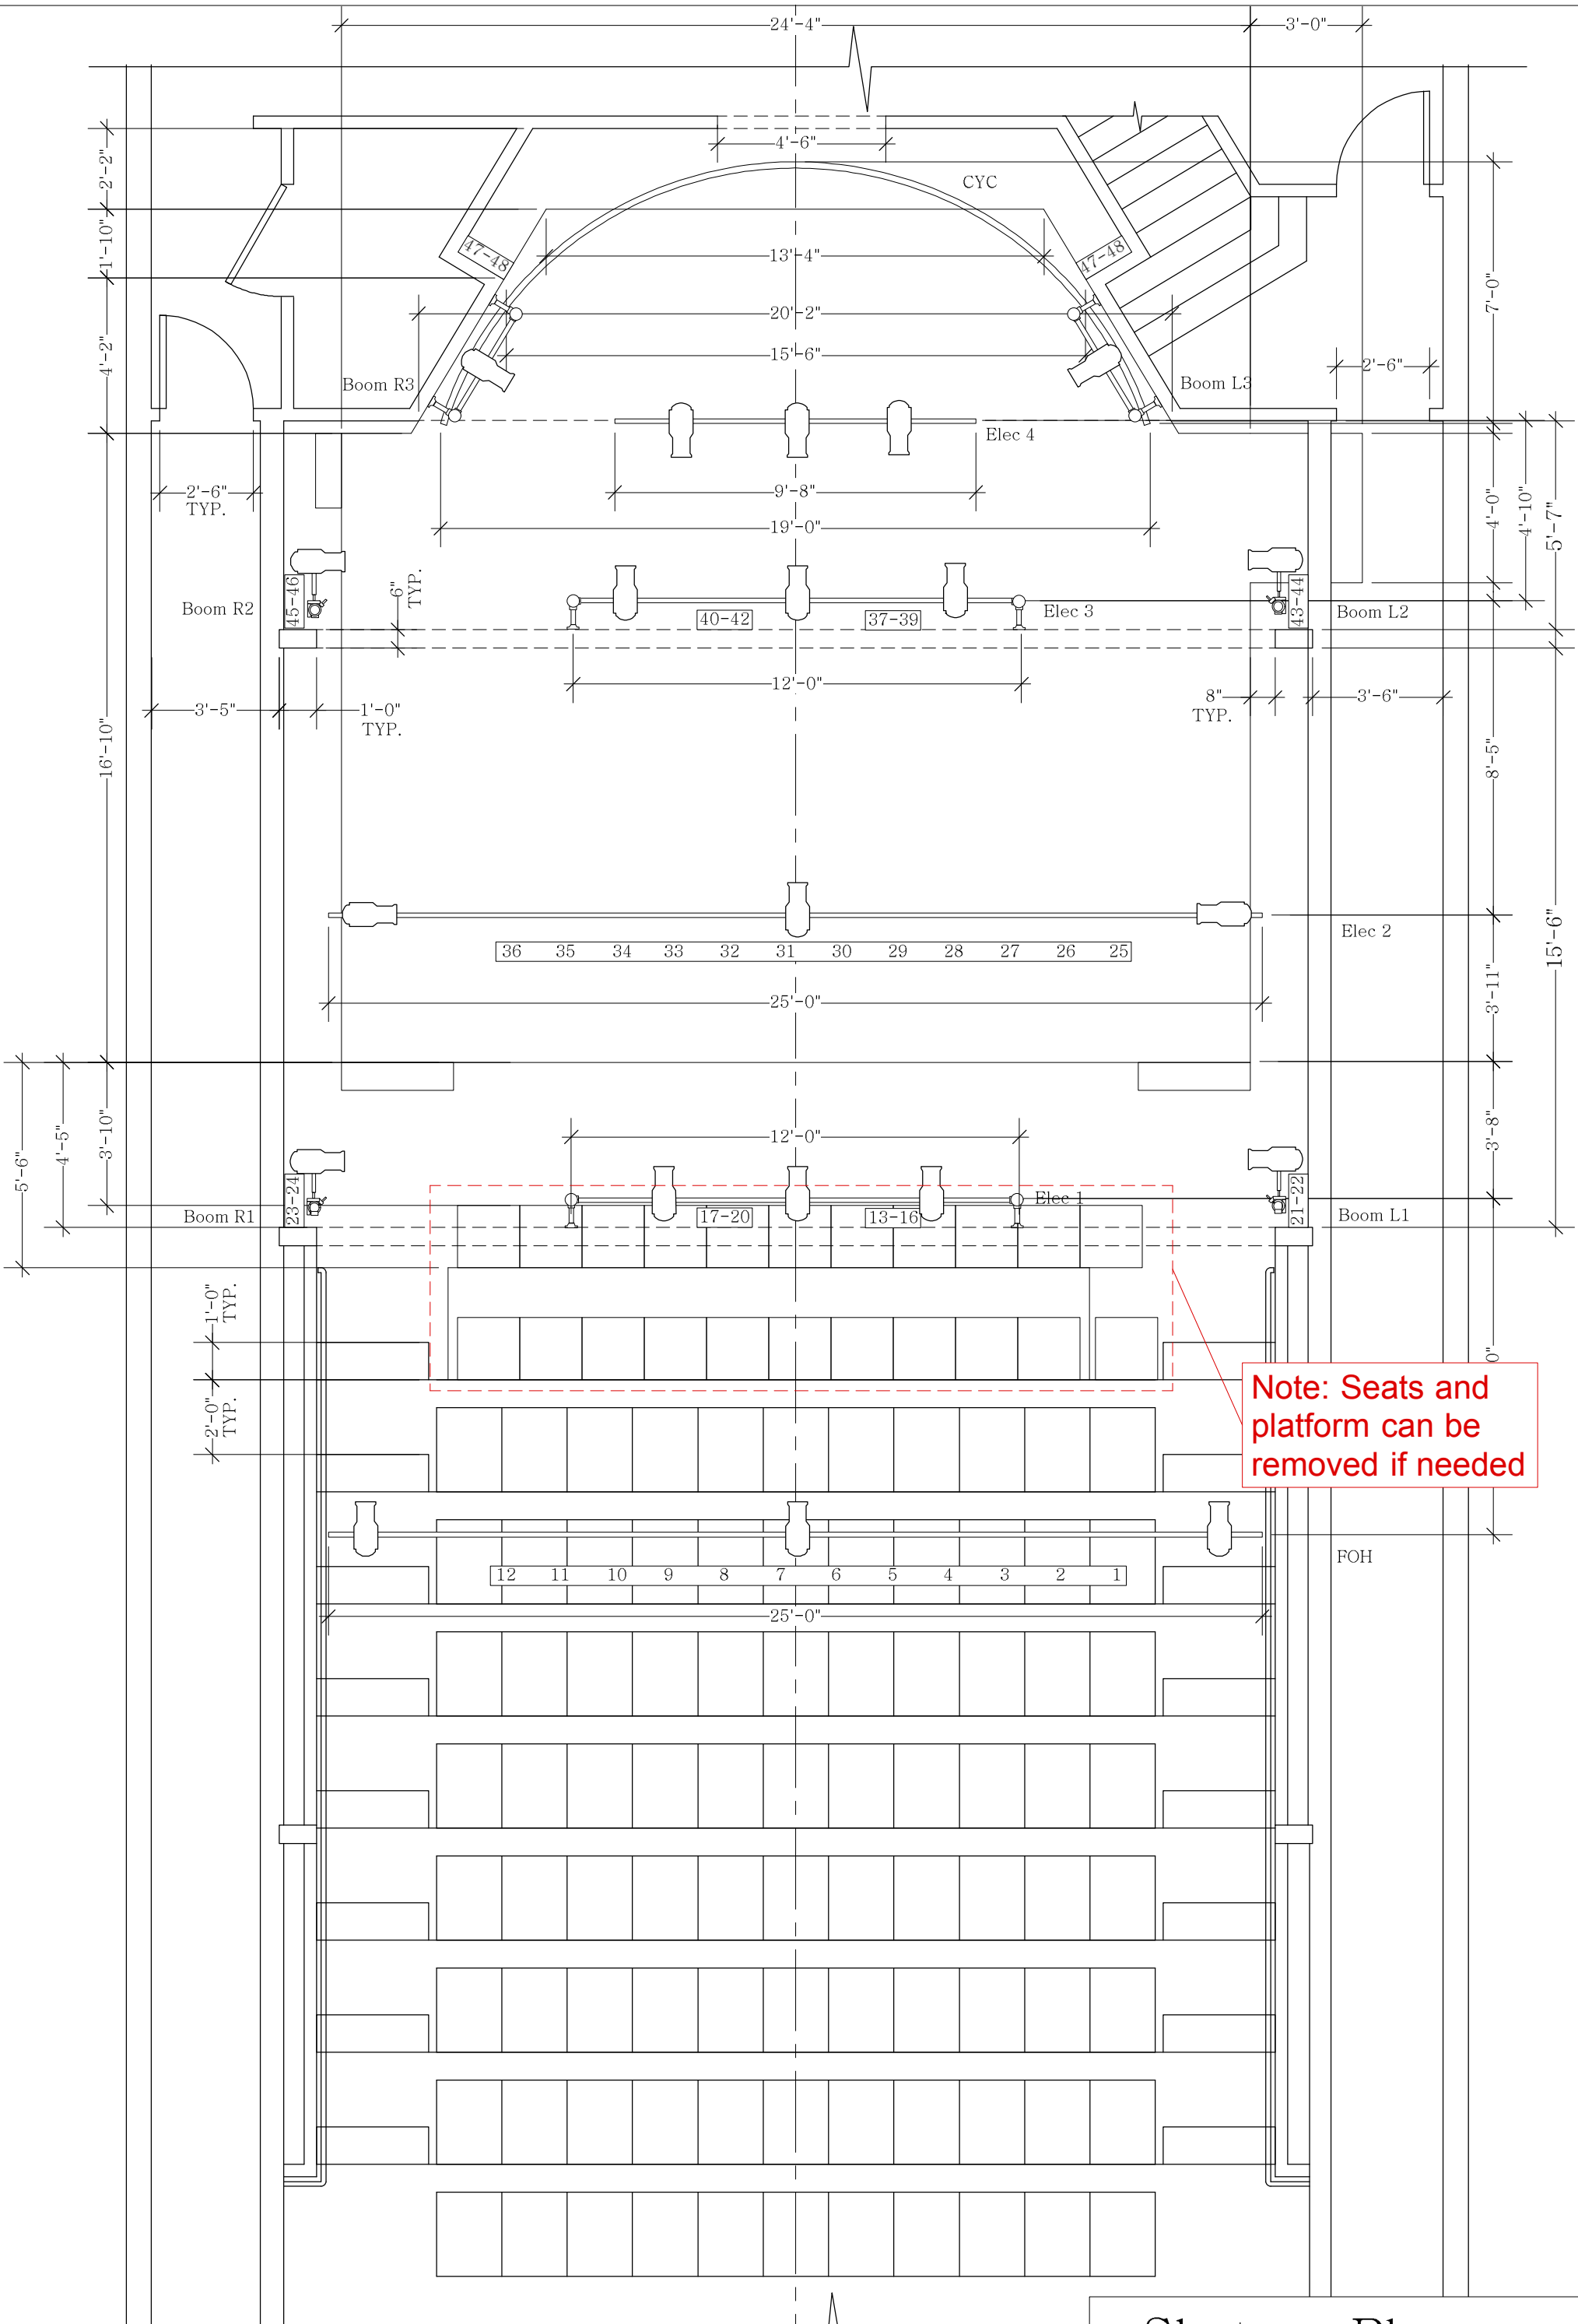 24'-4"
3'-0"
4'-6"
2'-2"
CYC
1'-10"
47-48
47-48
13'-4"
7'-0"
20'-2"
4'-2"
15'-6"
2'-6"
Boom R3
Boom L3
Elec 4
9'-8"
2'-6"
TYP.
4'-0"
4'-10"
5'-7"
19'-0"
45-46
6"
TYP.
43-44
Boom R2
40-42
37-39
Elec 3
Boom L2
12'-0"
3'-5"
1'-0"
TYP.
8"
TYP.
3'-6"
16'-10"
8'-5"
Elec 2
15'-6"
36 35 34 33 32 31 30 29 28 27 26 25
3'-11"
25'-0"
5'-6"
4'-5"
3'-10"
12'-0"
3'-8"
23-24
21-22
Elec 1
Boom R1
17-20
13-16
Boom L1
1'-0"
TYP.
0"
Note: Seats and
platform can be
removed if needed
2'-0"
TYP.
FOH
12 11 10 9 8 7 6 5 4 3 2 1
25'-0"